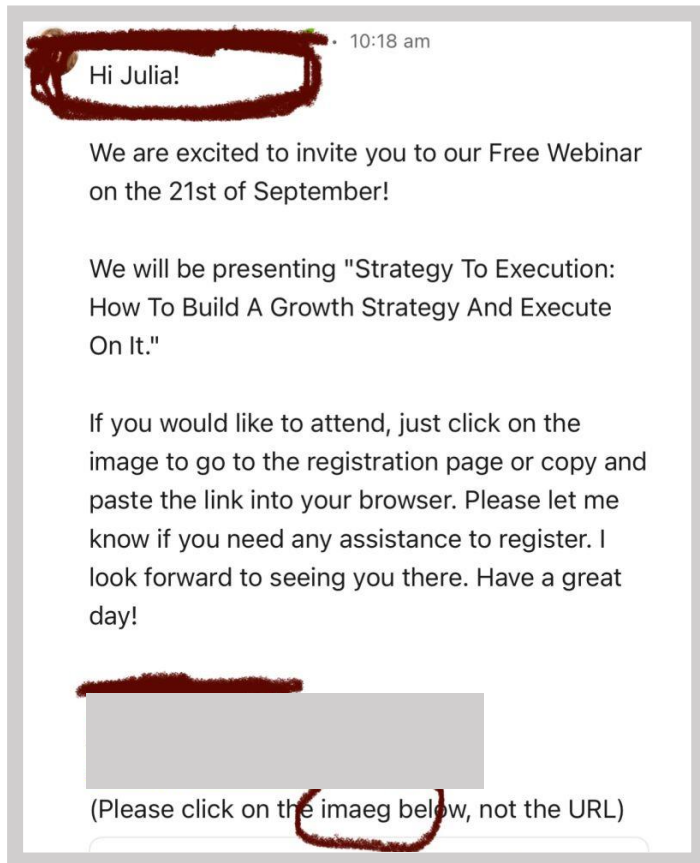 10:18 am
Hi Julia!
We are excited to invite you to our Free Webinar
on the 21st of September!
We will be presenting "Strategy To Execution:
How To Build A Growth Strategy And Execute
On It."
If you would like to attend, just click on the
image to go to the registration page or copy and
paste the link into your browser. Please let me
know if you need any assistance to register. I
look forward to seeing you there. Have a great
day!
(Please click on the imaeg below, not the URL)